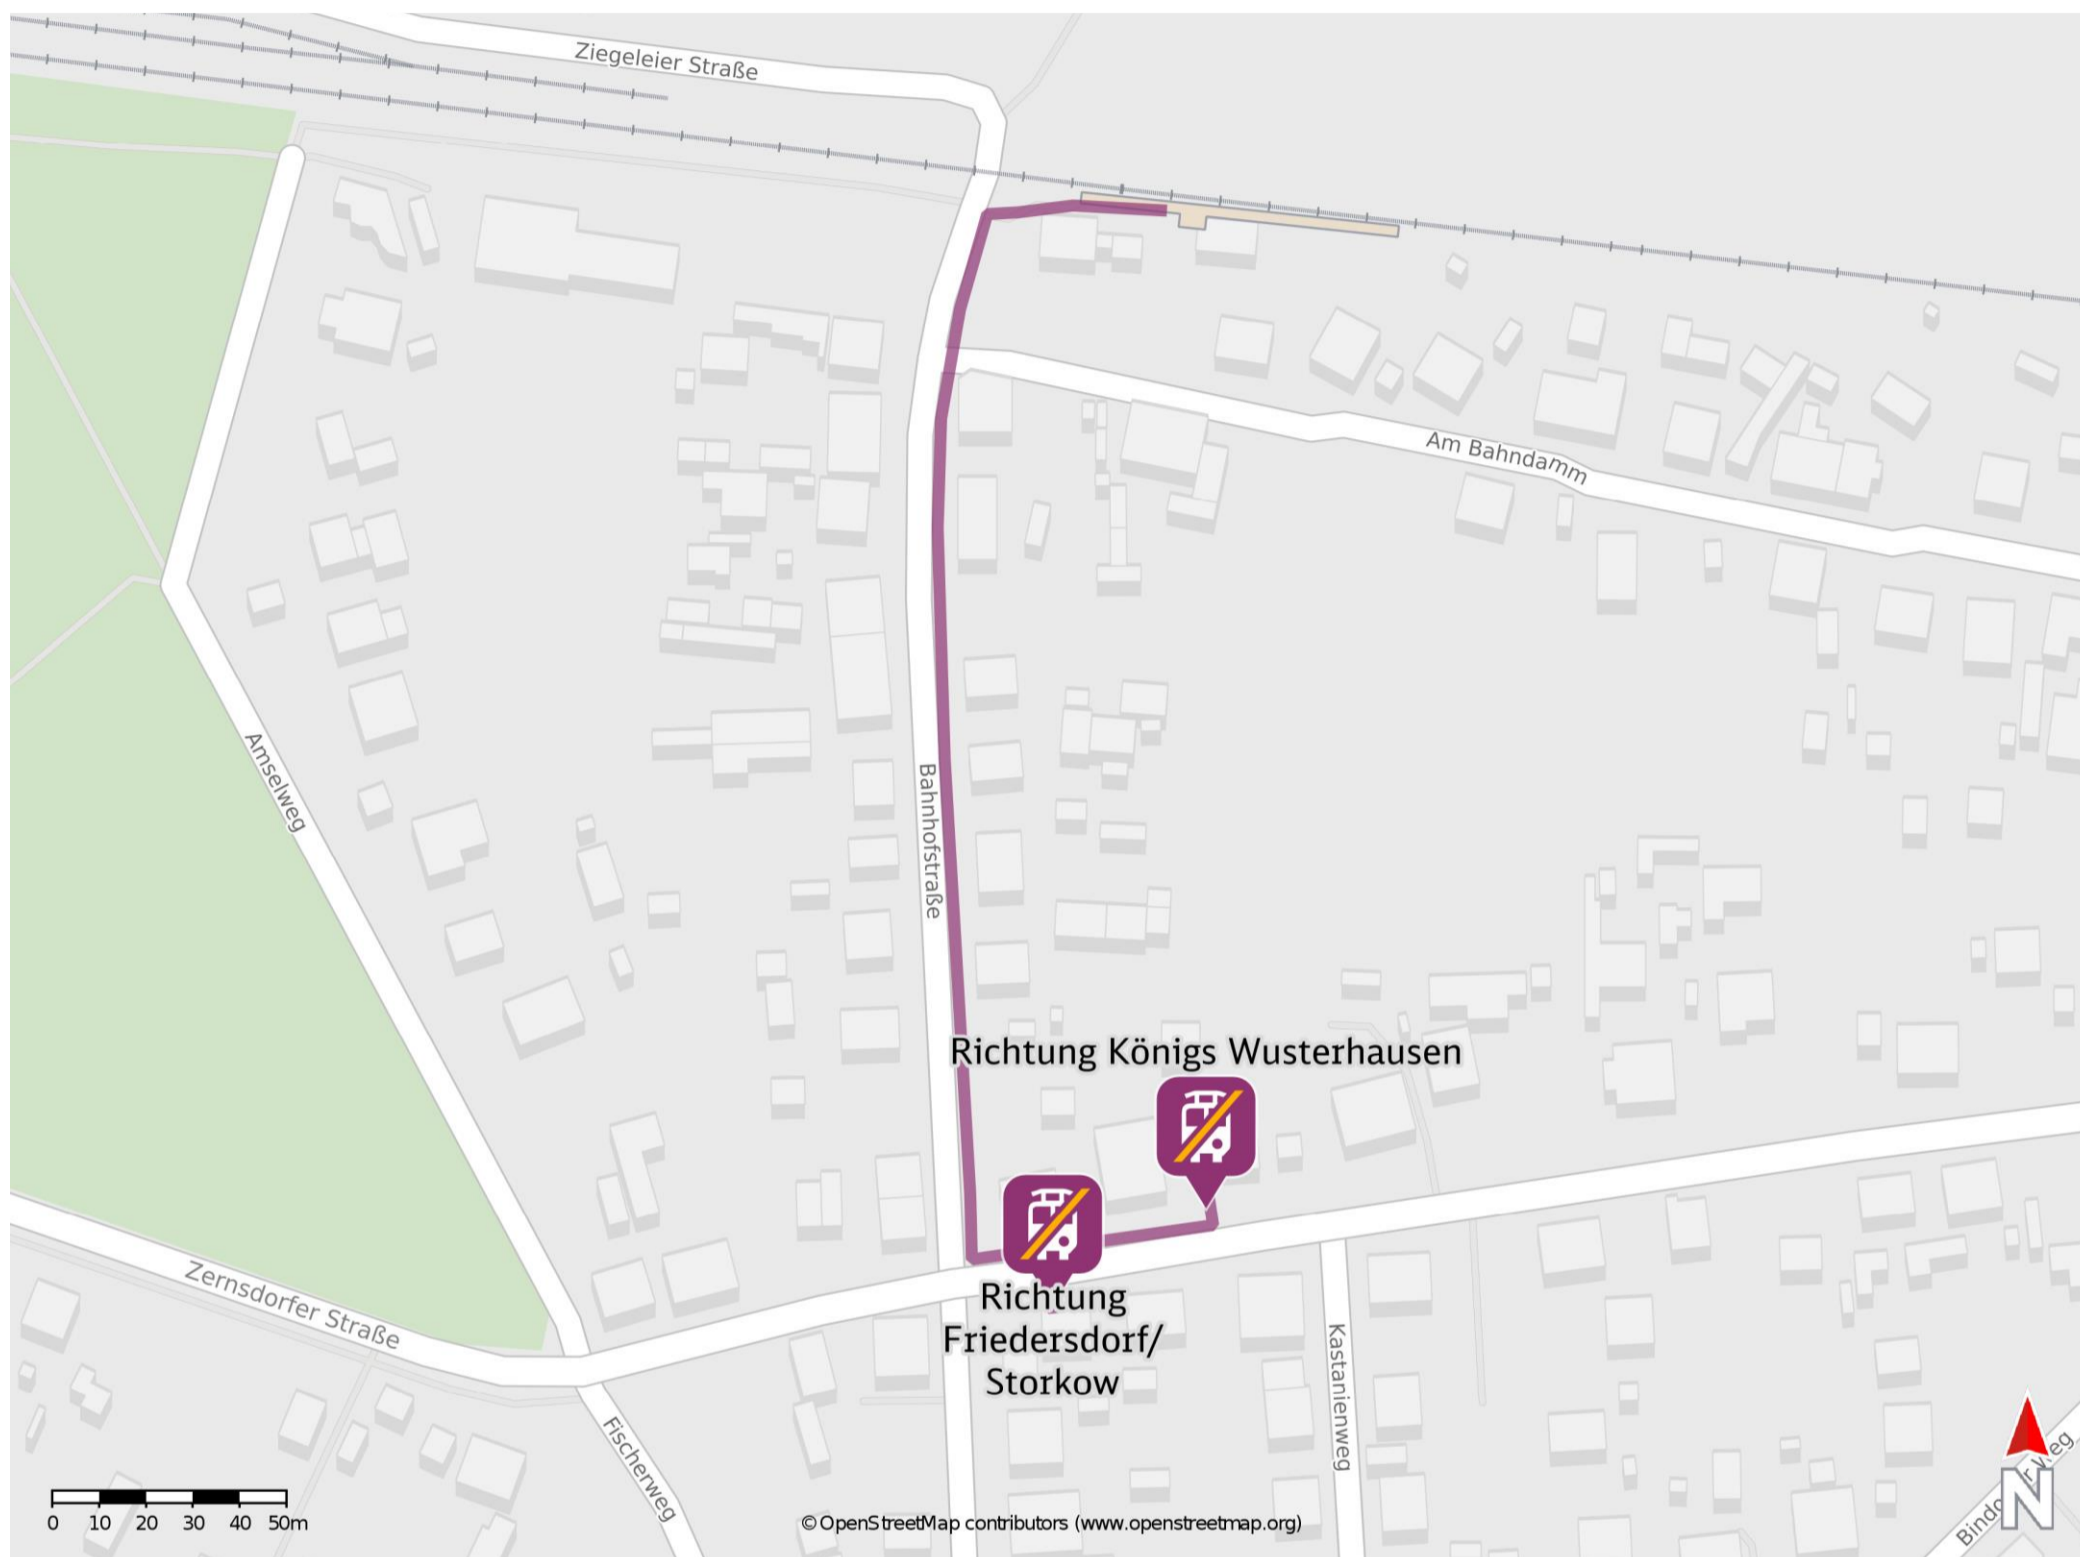 Ziegeleier Straße
Am Bahndamm
Amselweg
Bahnhofstraße
Richtung Königs Wusterhausen
Richtung
Friedersdorf/
Storkow
Zernsdorfer Straße
Kastanienweg
Fischerweg
N
0 10 20 30 40 50m
© OpenStreetMap contributors (www.openstreetmap.org)